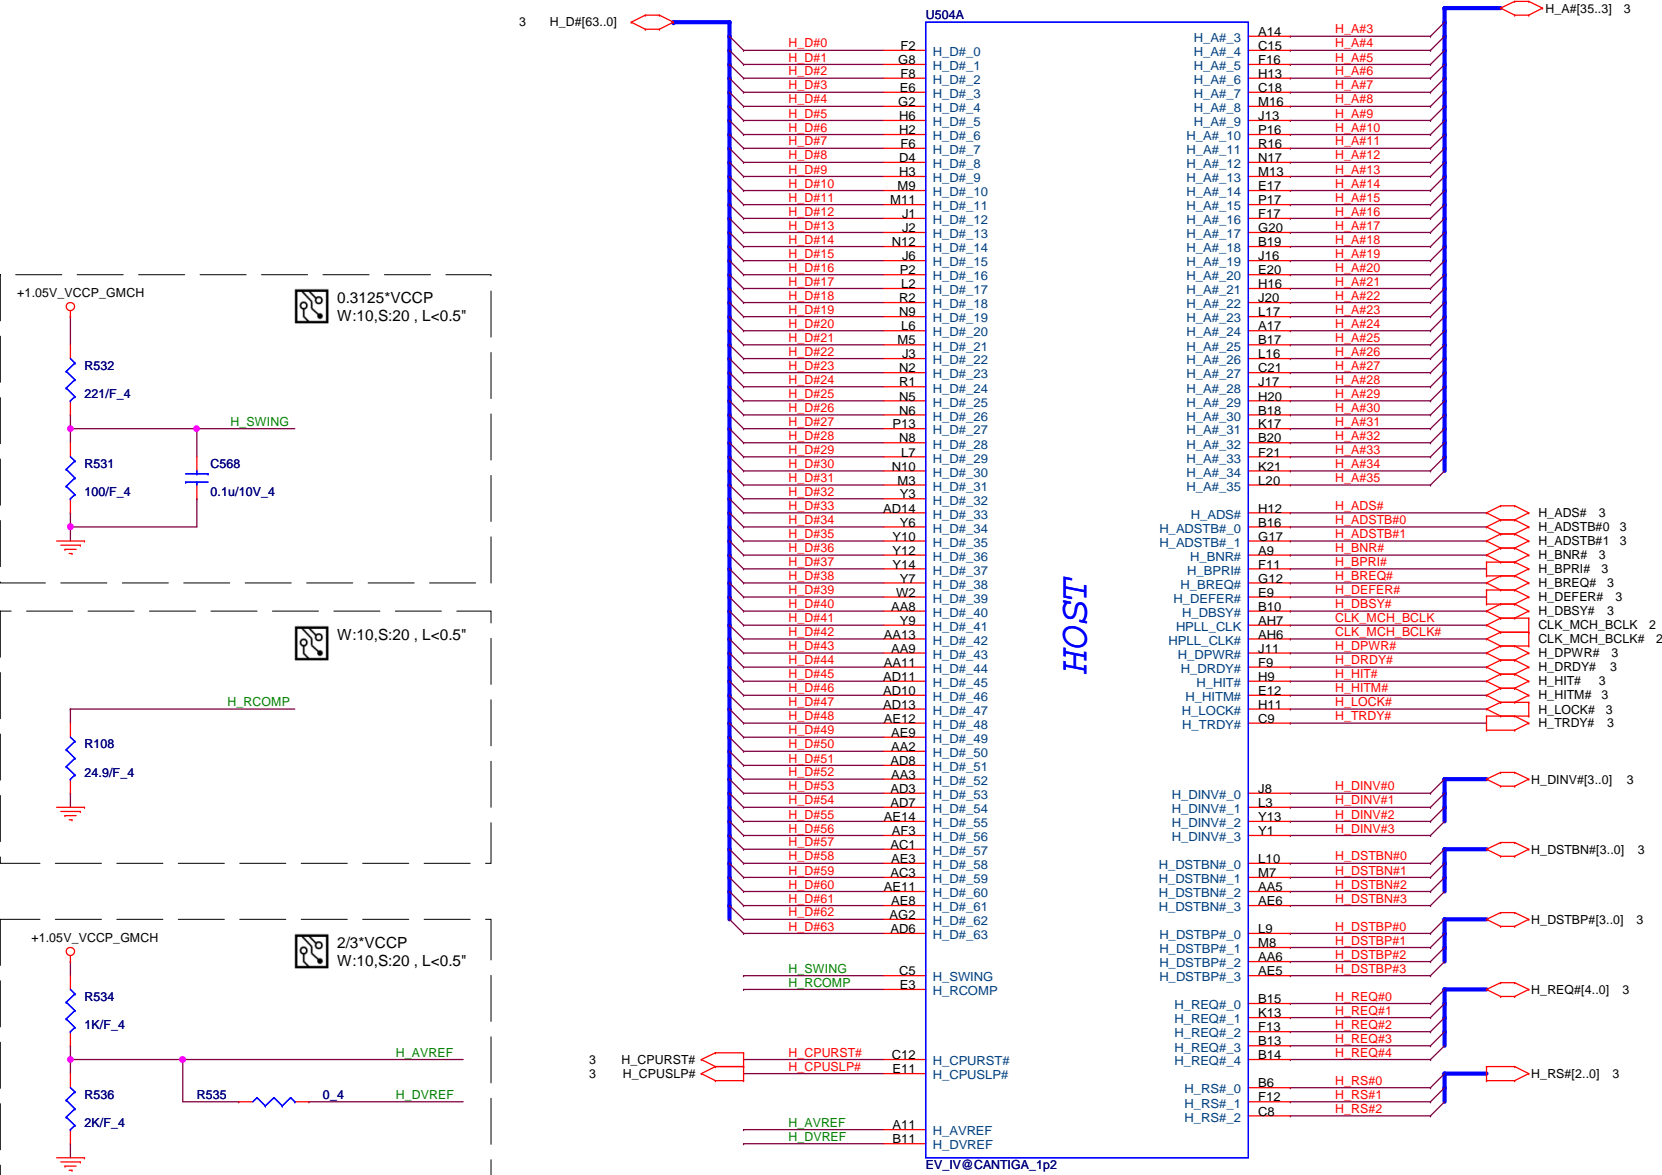 3 H_D#[63..0]
U504A
H_A#[35..3] 3
H_D#0 F2 H_D#_0
H_D#1 G8 H_D#_1
H_D#2 F8 H_D#_2
H_D#3 E6 H_D#_3
H_D#4 G2 H_D#_4
H_D#5 H6 H_D#_5
H_D#6 H2 H_D#_6
H_D#7 F6 H_D#_7
H_D#8 D4 H_D#_8
H_D#9 H3 H_D#_9
H_D#10 M9 H_D#_10
H_D#11 M11 H_D#_11
H_D#12 J1 H_D#_12
H_D#13 J2 H_D#_13
H_D#14 N12 H_D#_14
H_D#15 J6 H_D#_15
H_D#16 P2 H_D#_16
H_D#17 L2 H_D#_17
H_D#18 R2 H_D#_18
H_D#19 N9 H_D#_19
H_D#20 L6 H_D#_20
H_D#21 M5 H_D#_21
H_D#22 J3 H_D#_22
H_D#23 N2 H_D#_23
H_D#24 R1 H_D#_24
H_D#25 N5 H_D#_25
H_D#26 N6 H_D#_26
H_D#27 P13 H_D#_27
H_D#28 N8 H_D#_28
H_D#29 L7 H_D#_29
H_D#30 N10 H_D#_30
H_D#31 M3 H_D#_31
H_D#32 Y3 H_D#_32
H_D#33 AD14 H_D#_33
H_D#34 Y6 H_D#_34
H_D#35 Y10 H_D#_35
H_D#36 Y12 H_D#_36
H_D#37 Y14 H_D#_37
H_D#38 Y7 H_D#_38
H_D#39 W2 H_D#_39
H_D#40 AA8 H_D#_40
H_D#41 Y9 H_D#_41
H_D#42 AA13 H_D#_42
H_D#43 AA9 H_D#_43
H_D#44 AA11 H_D#_44
H_D#45 AD11 H_D#_45
H_D#46 AD10 H_D#_46
H_D#47 AD13 H_D#_47
H_D#48 AE12 H_D#_48
H_D#49 AE9 H_D#_49
H_D#50 AA2 H_D#_50
H_D#51 AD8 H_D#_51
H_D#52 AA3 H_D#_52
H_D#53 AD3 H_D#_53
H_D#54 AD7 H_D#_54
H_D#55 AE14 H_D#_55
H_D#56 AF3 H_D#_56
H_D#57 AC1 H_D#_57
H_D#58 AE3 H_D#_58
H_D#59 AC3 H_D#_59
H_D#60 AE11 H_D#_60
H_D#61 AE8 H_D#_61
H_D#62 AG2 H_D#_62
H_D#63 AD6 H_D#_63
H_SWING C5 H_SWING
H_RCOMP E3 H_RCOMP
3 H_CPURST# H_CPURST# C12 H_CPURST#
3 H_CPUSLP# H_CPUSLP# E11 H_CPUSLP#
H_AVREF A11 H_AVREF
H_DVREF B11 H_DVREF
EV_IV@CANTIGA_1p2
HOST
H_A#_3 A14 H_A#3
H_A#_4 C15 H_A#4
H_A#_5 F16 H_A#5
H_A#_6 H13 H_A#6
H_A#_7 C18 H_A#7
H_A#_8 M16 H_A#8
H_A#_9 J13 H_A#9
H_A#_10 P16 H_A#10
H_A#_11 R16 H_A#11
H_A#_12 N17 H_A#12
H_A#_13 M13 H_A#13
H_A#_14 E17 H_A#14
H_A#_15 P17 H_A#15
H_A#_16 F17 H_A#16
H_A#_17 G20 H_A#17
H_A#_18 B19 H_A#18
H_A#_19 J16 H_A#19
H_A#_20 E20 H_A#20
H_A#_21 H16 H_A#21
H_A#_22 J20 H_A#22
H_A#_23 L17 H_A#23
H_A#_24 A17 H_A#24
H_A#_25 B17 H_A#25
H_A#_26 L16 H_A#26
H_A#_27 C21 H_A#27
H_A#_28 J17 H_A#28
H_A#_29 H20 H_A#29
H_A#_30 B18 H_A#30
H_A#_31 K17 H_A#31
H_A#_32 B20 H_A#32
H_A#_33 F21 H_A#33
H_A#_34 K21 H_A#34
H_A#_35 L20 H_A#35
H_ADS# H12 H_ADS# H_ADS# 3
H_ADSTB#_0 B16 H_ADSTB#0 H_ADSTB#0 3
H_ADSTB#_1 G17 H_ADSTB#1 H_ADSTB#1 3
H_BNR# A9 H_BNR# H_BNR# 3
H_BPRI# F11 H_BPRI# H_BPRI# 3
H_BREQ# G12 H_BREQ# H_BREQ# 3
H_DEFER# E9 H_DEFER# H_DEFER# 3
H_DBSY# B10 H_DBSY# H_DBSY# 3
HPLL_CLK AH7 CLK_MCH_BCLK CLK_MCH_BCLK 2
HPLL_CLK# AH6 CLK_MCH_BCLK# CLK_MCH_BCLK# 2
H_DPWR# J11 H_DPWR# H_DPWR# 3
H_DRDY# F9 H_DRDY# H_DRDY# 3
H_HIT# H9 H_HIT# H_HIT# 3
H_HITM# E12 H_HITM# H_HITM# 3
H_LOCK# H11 H_LOCK# H_LOCK# 3
H_TRDY# C9 H_TRDY# H_TRDY# 3
H_DINV#[3..0] 3
H_DINV#_0 J8 H_DINV#0
H_DINV#_1 L3 H_DINV#1
H_DINV#_2 Y13 H_DINV#2
H_DINV#_3 Y1 H_DINV#3
H_DSTBN#[3..0] 3
H_DSTBN#_0 L10 H_DSTBN#0
H_DSTBN#_1 M7 H_DSTBN#1
H_DSTBN#_2 AA5 H_DSTBN#2
H_DSTBN#_3 AE6 H_DSTBN#3
H_DSTBP#[3..0] 3
H_DSTBP#_0 L9 H_DSTBP#0
H_DSTBP#_1 M8 H_DSTBP#1
H_DSTBP#_2 AA6 H_DSTBP#2
H_DSTBP#_3 AE5 H_DSTBP#3
H_REQ#[4..0] 3
H_REQ#_0 B15 H_REQ#0
H_REQ#_1 K13 H_REQ#1
H_REQ#_2 F13 H_REQ#2
H_REQ#_3 B13 H_REQ#3
H_REQ#_4 B14 H_REQ#4
H_RS#[2..0] 3
H_RS#_0 B6 H_RS#0
H_RS#_1 F12 H_RS#1
H_RS#_2 C8 H_RS#2
+1.05V_VCCP_GMCH
0.3125*VCCP
W:10,S:20 , L<0.5"
R532
221/F_4
H_SWING
R531
100/F_4
C568
0.1u/10V_4
W:10,S:20 , L<0.5"
H_RCOMP
R108
24.9/F_4
+1.05V_VCCP_GMCH
2/3*VCCP
W:10,S:20 , L<0.5"
R534
1K/F_4
H_AVREF
R536
2K/F_4
R535 0_4 H_DVREF